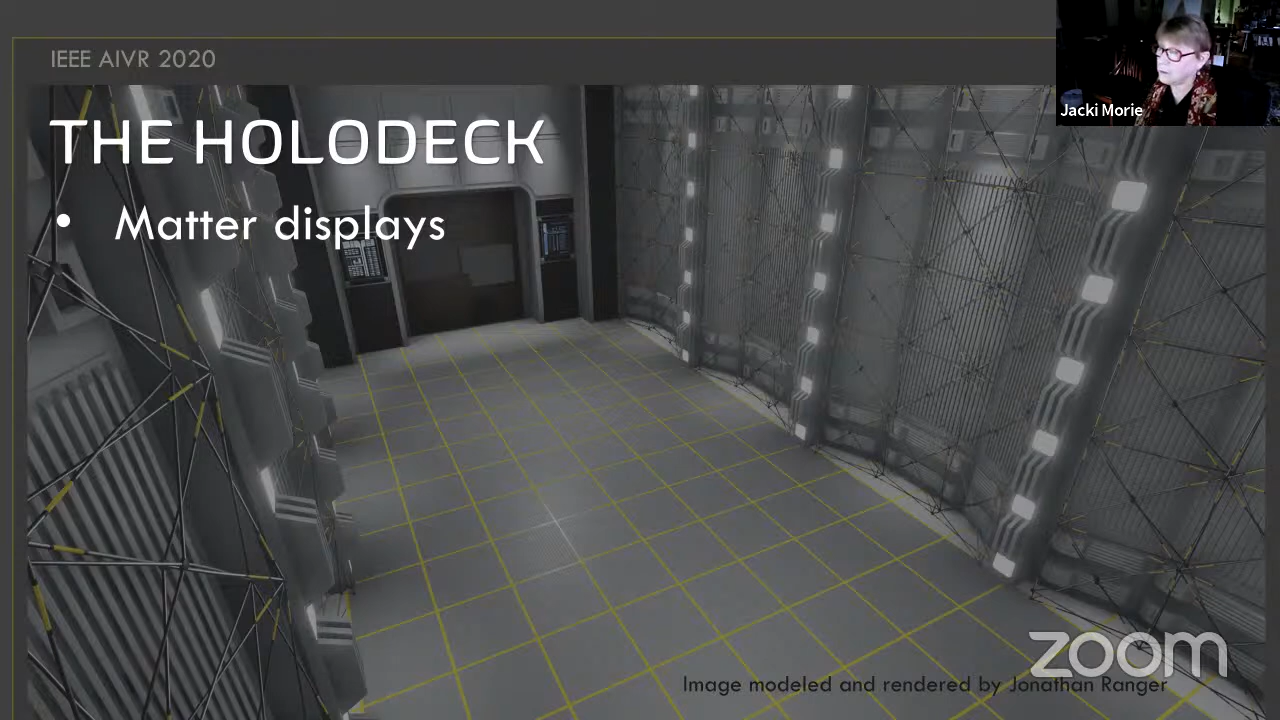 IEEE AIVR 2020
Jacki Morie
THE HOLODECK
• Matter displays
zoom
Image modeled and rendered by Jonathan Ranger